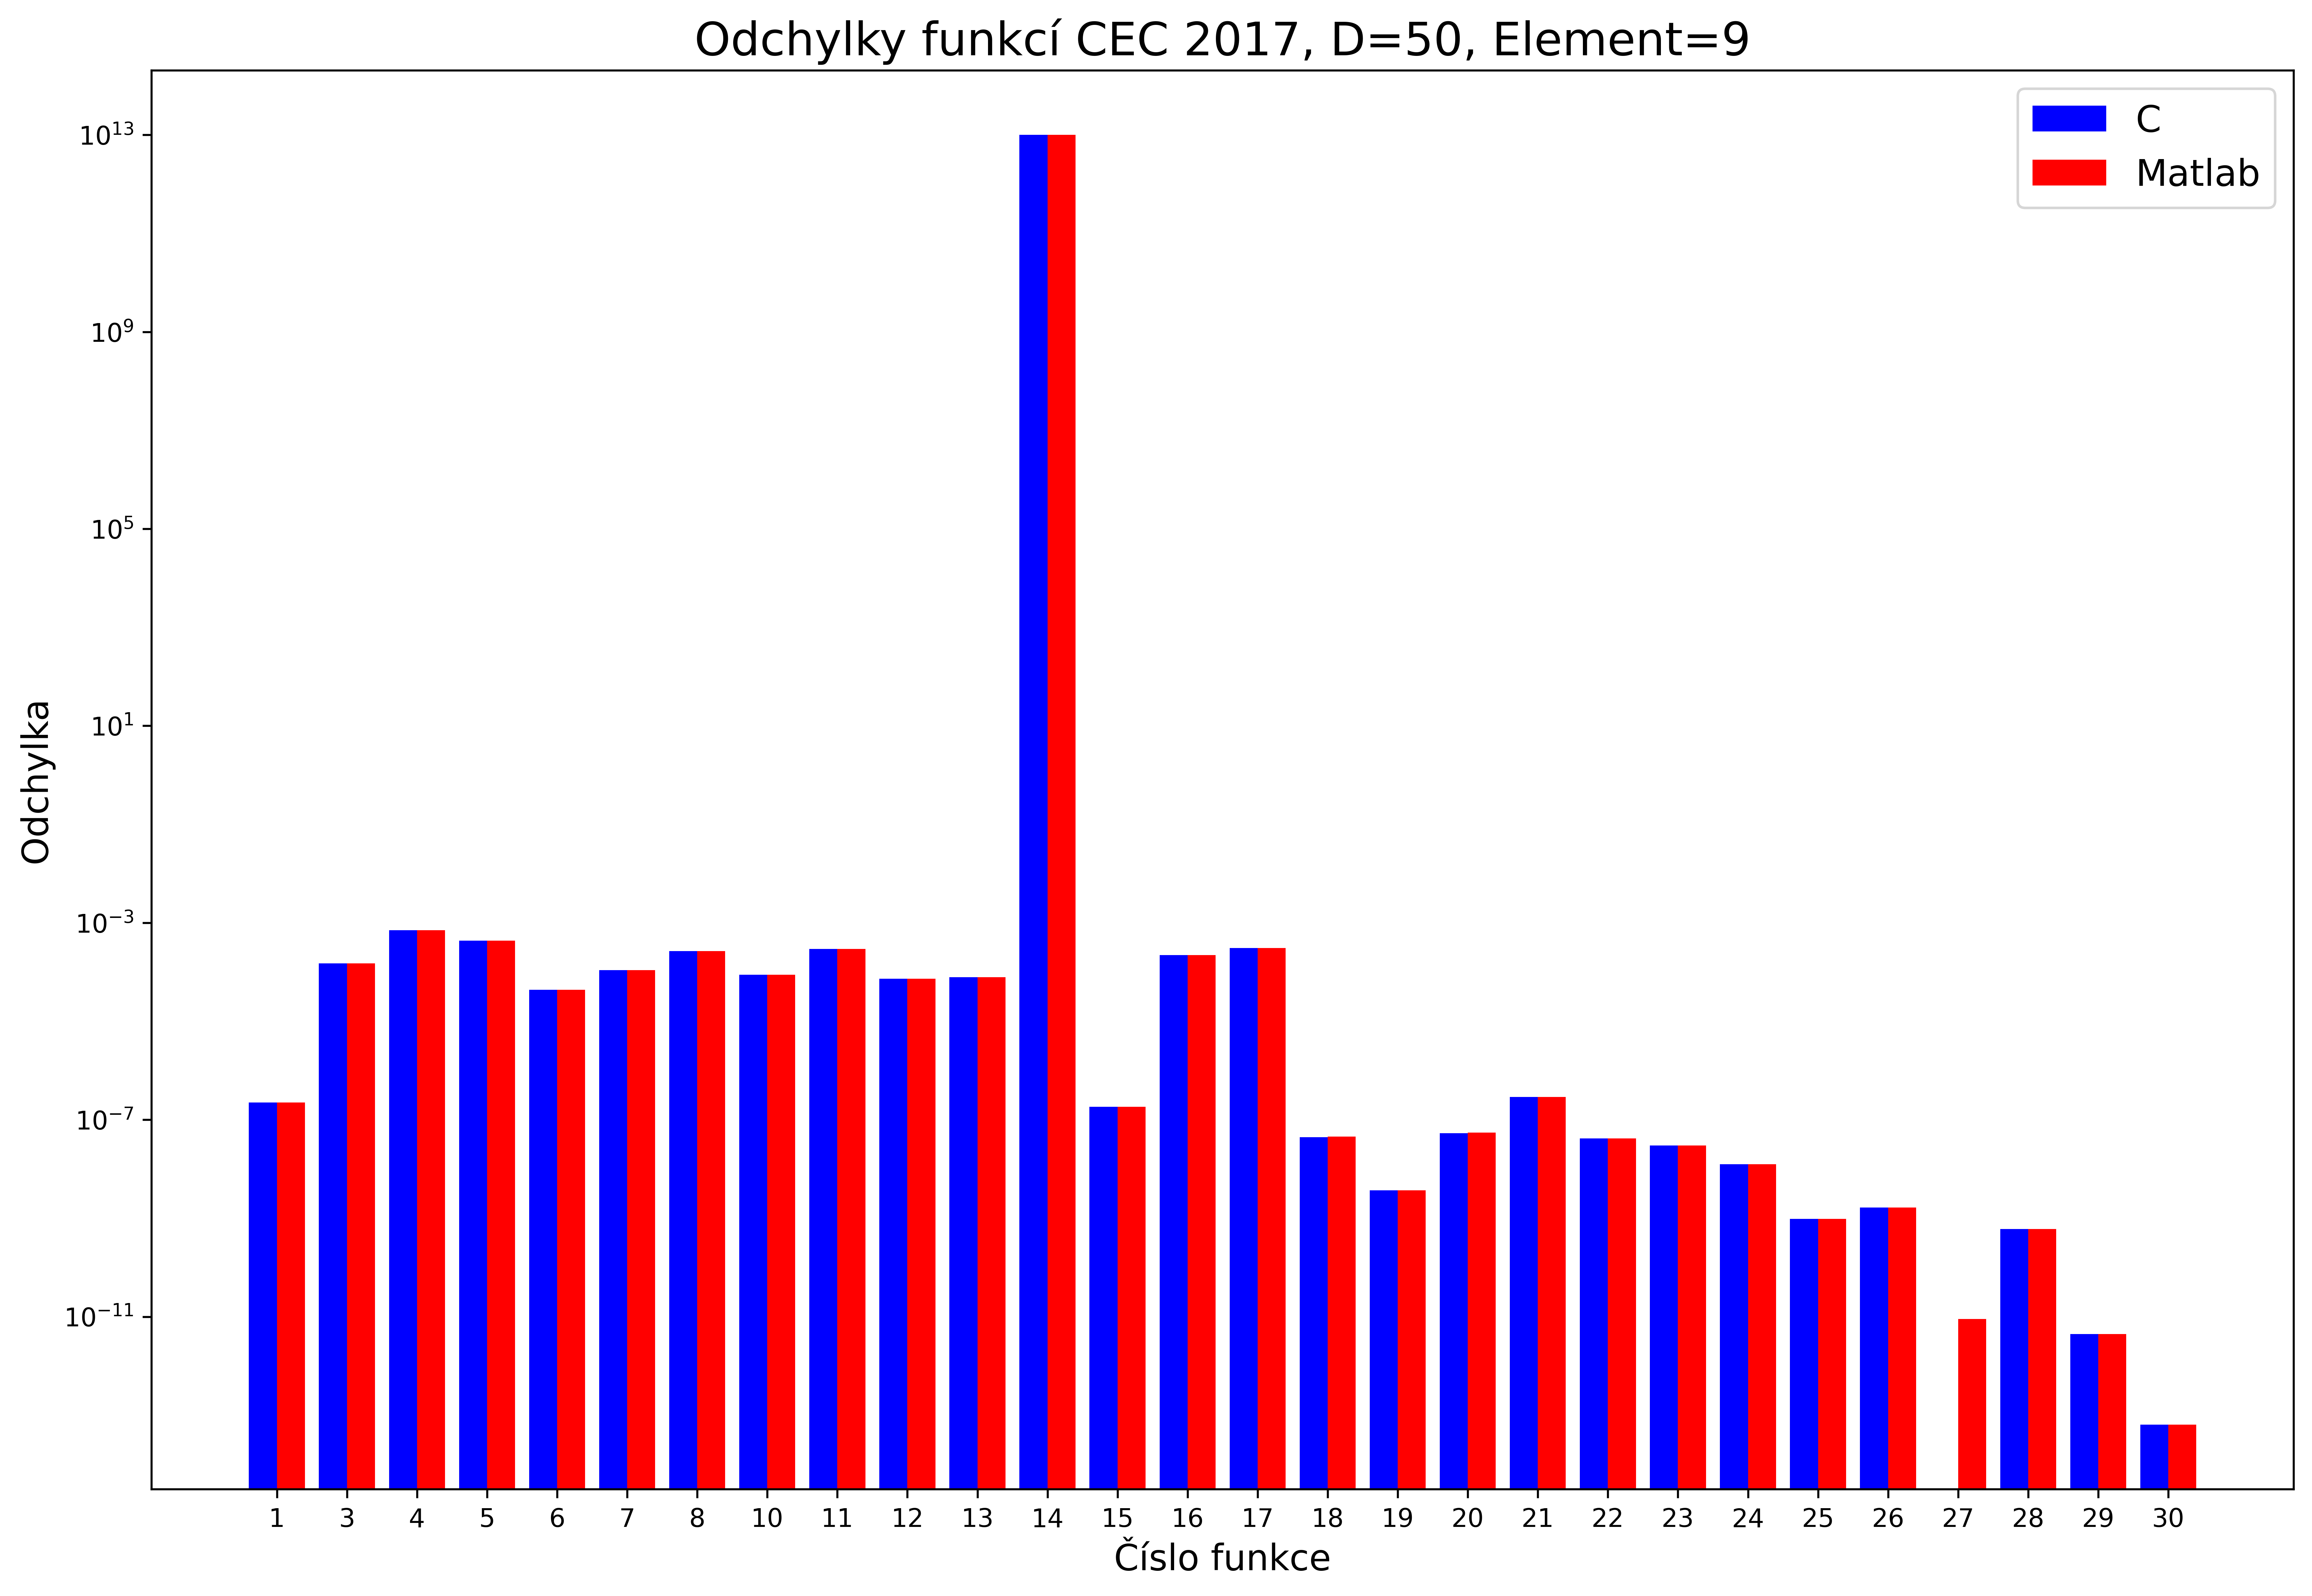 Odchylky funkcí CEC 2017, D=50, Element=9
C
Matlab
10¹³
10⁹
10⁵
10¹
10⁻³
10⁻⁷
10⁻¹¹
Odchylka
1 3 4 5 6 7 8 10 11 12 13 14 15 16 17 18 19 20 21 22 23 24 25 26 27 28 29 30
Číslo funkce